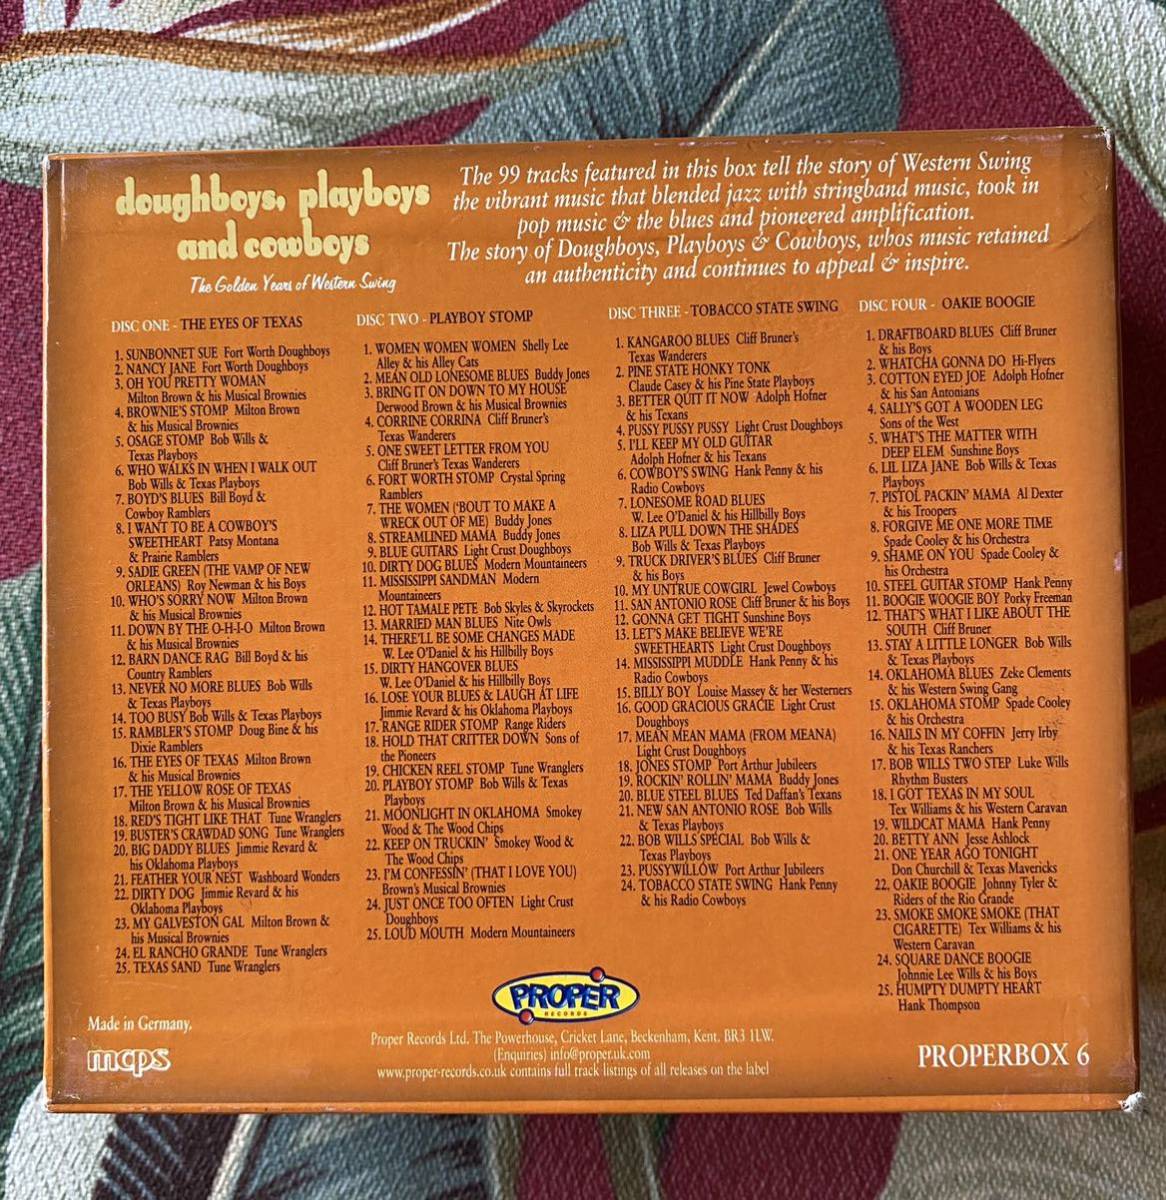 doughboys, playboys
and cowboys
The Golden Years of Western Swing
The 99 tracks featured in this box tell the story of Western Swing
the vibrant music that blended jazz with stringband music, took in
pop music & the blues and pioneered amplification.
The story of Doughboys, Playboys & Cowboys, whos music retained
an authenticity and continues to appeal & inspire.
DISC ONE - THE EYES OF TEXAS
1. SUNBONNET SUE Fort Worth Doughboys
2. NANCY JANE Fort Worth Doughboys
3. OH YOU PRETTY WOMAN
Milton Brown & his Musical Brownies
4. BROWNIE'S STOMP Milton Brown
& his Musical Brownies
5. OSAGE STOMP Bob Wills &
Texas Playboys
6. WHO WALKS IN WHEN I WALK OUT
Bob Wills & Texas Playboys
7. BOYD'S BLUES Bill Boyd &
Cowboy Ramblers
8. I WANT TO BE A COWBOY'S
SWEETHEART Patsy Montana
& Prairie Ramblers
9. SADIE GREEN (THE VAMP OF NEW
ORLEANS) Roy Newman & his Boys
10. WHO'S SORRY NOW Milton Brown
& his Musical Brownies
11. DOWN BY THE O-H-I-O Milton Brown
& his Musical Brownies
12. BARN DANCE RAG Bill Boyd & his
Country Ramblers
13. NEVER NO MORE BLUES Bob Wills
& Texas Playboys
14. TOO BUSY Bob Wills & Texas Playboys
15. RAMBLER'S STOMP Doug Bine & his
Dixie Ramblers
16. THE EYES OF TEXAS Milton Brown
& his Musical Brownies
17. THE YELLOW ROSE OF TEXAS
Milton Brown & his Musical Brownies
18. RED'S TIGHT LIKE THAT Tune Wranglers
19. BUSTER'S CRAWDAD SONG Tune Wranglers
20. BIG DADDY BLUES Jimmie Revard &
his Oklahoma Playboys
21. FEATHER YOUR NEST Washboard Wonders
22. DIRTY DOG Jimmie Revard & his
Oklahoma Playboys
23. MY GALVESTON GAL Milton Brown &
his Musical Brownies
24. EL RANCHO GRANDE Tune Wranglers
25. TEXAS SAND Tune Wranglers
DISC TWO - PLAYBOY STOMP
1. WOMEN WOMEN WOMEN Shelly Lee
Alley & his Alley Cats
2. MEAN OLD LONESOME BLUES Buddy Jones
3. BRING IT ON DOWN TO MY HOUSE
Derwood Brown & his Musical Brownies
4. CORRINE CORRINA Cliff Bruner's
Texas Wanderers
5. ONE SWEET LETTER FROM YOU
Cliff Bruner's Texas Wanderers
6. FORT WORTH STOMP Crystal Spring
Ramblers
7. THE WOMEN ('BOUT TO MAKE A
WRECK OUT OF ME) Buddy Jones
8. STREAMLINED MAMA Buddy Jones
9. BLUE GUITARS Light Crust Doughboys
10. DIRTY DOG BLUES Modern Mountaineers
11. MISSISSIPPI SANDMAN Modern
Mountaineers
12. HOT TAMALE PETE Bob Skyles & Skyrockets
13. MARRIED MAN BLUES Nite Owls
14. THERE'LL BE SOME CHANGES MADE
W. Lee O'Daniel & his Hillbilly Boys
15. DIRTY HANGOVER BLUES
W. Lee O'Daniel & his Hillbilly Boys
16. LOSE YOUR BLUES & LAUGH AT LIFE
Jimmie Revard & his Oklahoma Playboys
17. RANGE RIDER STOMP Range Riders
18. HOLD THAT CRITTER DOWN Sons of
the Pioneers
19. CHICKEN REEL STOMP Tune Wranglers
20. PLAYBOY STOMP Bob Wills & Texas
Playboys
21. MOONLIGHT IN OKLAHOMA Smokey
Wood & The Wood Chips
22. KEEP ON TRUCKIN' Smokey Wood &
The Wood Chips
23. I'M CONFESSIN' (THAT I LOVE YOU)
Brown's Musical Brownies
24. JUST ONCE TOO OFTEN Light Crust
Doughboys
25. LOUD MOUTH Modern Mountaineers
DISC THREE - TOBACCO STATE SWING
1. KANGAROO BLUES Cliff Bruner's
Texas Wanderers
2. PINE STATE HONKY TONK
Claude Casey & his Pine State Playboys
3. BETTER QUIT IT NOW Adolph Hofner
& his Texans
4. PUSSY PUSSY PUSSY Light Crust Doughboys
5. I'LL KEEP MY OLD GUITAR
Adolph Hofner & his Texans
6. COWBOY'S SWING Hank Penny & his
Radio Cowboys
7. LONESOME ROAD BLUES
W. Lee O'Daniel & his Hillbilly Boys
8. LIZA PULL DOWN THE SHADES
Bob Wills & Texas Playboys
9. TRUCK DRIVER'S BLUES Cliff Bruner
& his Boys
10. MY UNTRUE COWGIRL Jewel Cowboys
11. SAN ANTONIO ROSE Cliff Bruner & his Boys
12. GONNA GET TIGHT Sunshine Boys
13. LET'S MAKE BELIEVE WE'RE
SWEETHEARTS Light Crust Doughboys
14. MISSISSIPPI MUDDLE Hank Penny & his
Radio Cowboys
15. BILLY BOY Louise Massey & her Westerners
16. GOOD GRACIOUS GRACIE Light Crust
Doughboys
17. MEAN MEAN MAMA (FROM MEANA)
Light Crust Doughboys
18. JONES STOMP Port Arthur Jubileers
19. ROCKIN' ROLLIN' MAMA Buddy Jones
20. BLUE STEEL BLUES Ted Daffan's Texans
21. NEW SAN ANTONIO ROSE Bob Wills
& Texas Playboys
22. BOB WILLS SPECIAL Bob Wills &
Texas Playboys
23. PUSSYWILLOW Port Arthur Jubileers
24. TOBACCO STATE SWING Hank Penny
& his Radio Cowboys
DISC FOUR - OAKIE BOOGIE
1. DRAFTBOARD BLUES Cliff Bruner
& his Boys
2. WHATCHA GONNA DO Hi-Flyers
3. COTTON EYED JOE Adolph Hofner
& his San Antonians
4. SALLY'S GOT A WOODEN LEG
Sons of the West
5. WHAT'S THE MATTER WITH
DEEP ELEM Sunshine Boys
6. LIL LIZA JANE Bob Wills & Texas
Playboys
7. PISTOL PACKIN' MAMA Al Dexter
& his Troopers
8. FORGIVE ME ONE MORE TIME
Spade Cooley & his Orchestra
9. SHAME ON YOU Spade Cooley &
his Orchestra
10. STEEL GUITAR STOMP Hank Penny
11. BOOGIE WOOGIE BOY Porky Freeman
12. THAT'S WHAT I LIKE ABOUT THE
SOUTH Cliff Bruner
13. STAY A LITTLE LONGER Bob Wills
& Texas Playboys
14. OKLAHOMA BLUES Zeke Clements
& his Western Swing Gang
15. OKLAHOMA STOMP Spade Cooley
& his Orchestra
16. NAILS IN MY COFFIN Jerry Irby
& his Texas Ranchers
17. BOB WILLS TWO STEP Luke Wills
Rhythm Busters
18. I GOT TEXAS IN MY SOUL
Tex Williams & his Western Caravan
19. WILDCAT MAMA Hank Penny
20. BETTY ANN Jesse Ashlock
21. ONE YEAR AGO TONIGHT
Don Churchill & Texas Mavericks
22. OAKIE BOOGIE Johnny Tyler &
Riders of the Rio Grande
23. SMOKE SMOKE SMOKE (THAT
CIGARETTE) Tex Williams & his
Western Caravan
24. SQUARE DANCE BOOGIE
Johnnie Lee Wills & his Boys
25. HUMPTY DUMPTY HEART
Hank Thompson
PROPER
RECORDS
Made in Germany.
mcps
Proper Records Ltd. The Powerhouse, Cricket Lane, Beckenham, Kent. BR3 1LW.
(Enquiries) info@proper.uk.com
www.proper-records.co.uk contains full track listings of all releases on the label
PROPERBOX 6